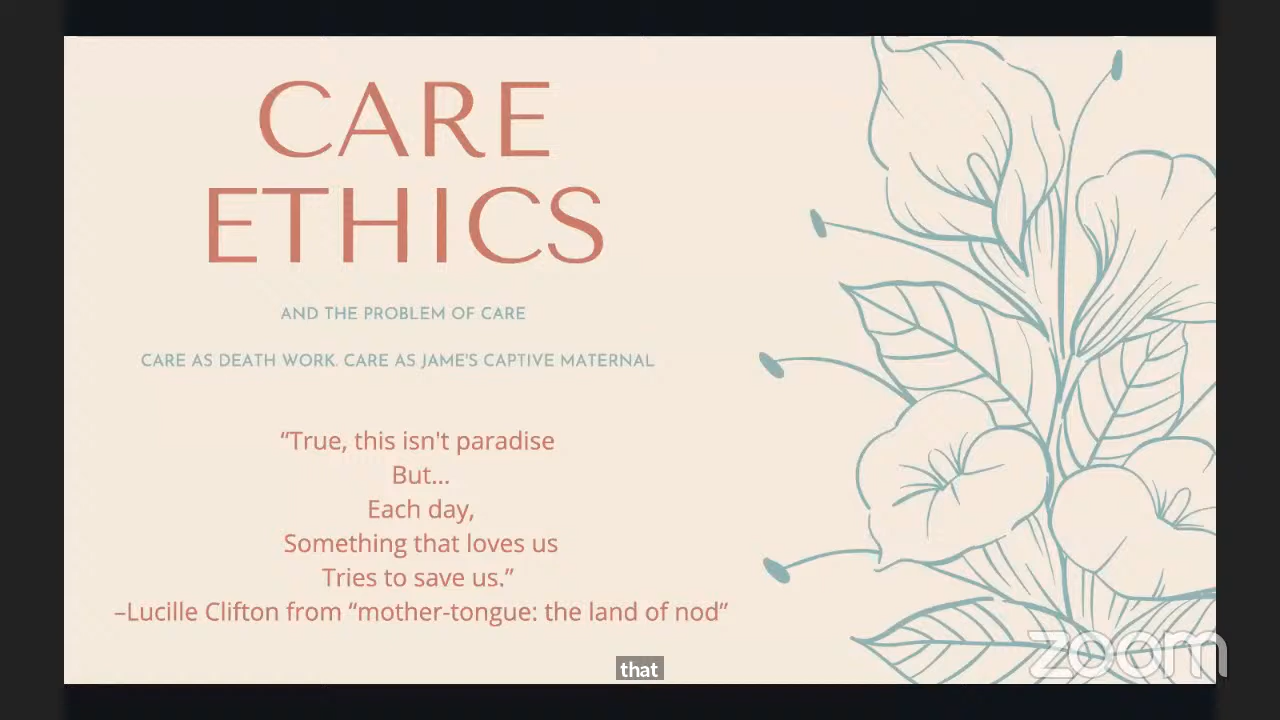 CARE
ETHICS
AND THE PROBLEM OF CARE
CARE AS DEATH WORK. CARE AS JAME'S CAPTIVE MATERNAL
“True, this isn't paradise
But...
Each day,
Something that loves us
Tries to save us.”
–Lucille Clifton from “mother-tongue: the land of nod”
that
zoom